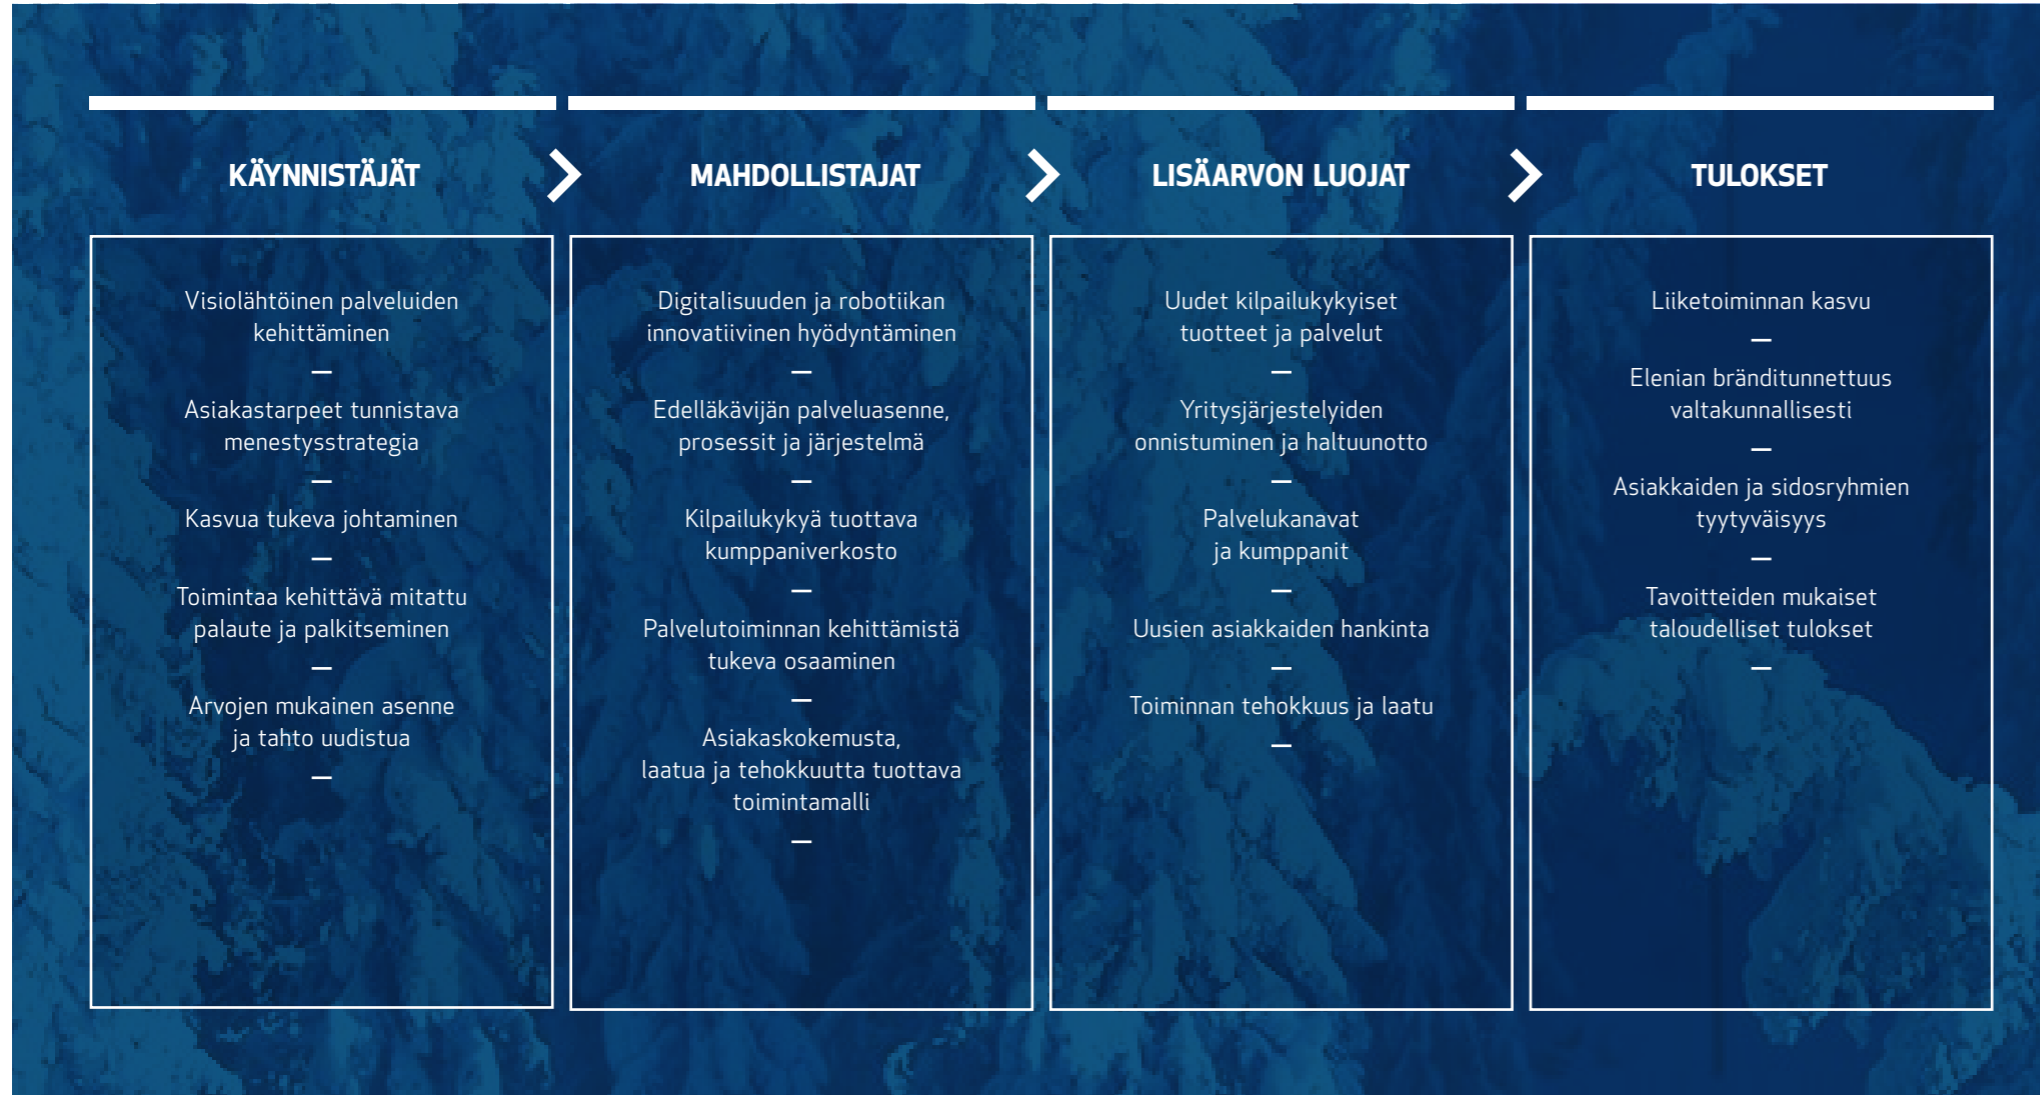 KÄYNNISTÄJÄT
Visiolähtöinen palveluiden
kehittäminen
—
Asiakastarpeet tunnistava
menestysstrategia
—
Kasvua tukeva johtaminen
—
Toimintaa kehittävä mitattu
palaute ja palkitseminen
—
Arvojen mukainen asenne
ja tahto uudistua
—
MAHDOLLISTAJAT
Digitalisuuden ja robotiikan
innovatiivinen hyödyntäminen
—
Edelläkävijän palveluasenne,
prosessit ja järjestelmä
—
Kilpailukykyä tuottava
kumppaniverkosto
—
Palvelutoiminnan kehittämistä
tukeva osaaminen
—
Asiakaskokemusta,
laatua ja tehokkuutta tuottava
toimintamalli
—
LISÄARVON LUOJAT
Uudet kilpailukykyiset
tuotteet ja palvelut
—
Yritysjärjestelyiden
onnistuminen ja haltuunotto
—
Palvelukanavat
ja kumppanit
—
Uusien asiakkaiden hankinta
—
Toiminnan tehokkuus ja laatu
—
TULOKSET
Liiketoiminnan kasvu
—
Elenian bränditunnettuus
valtakunnallisesti
—
Asiakkaiden ja sidosryhmien
tyytyväisyys
—
Tavoitteiden mukaiset
taloudelliset tulokset
—